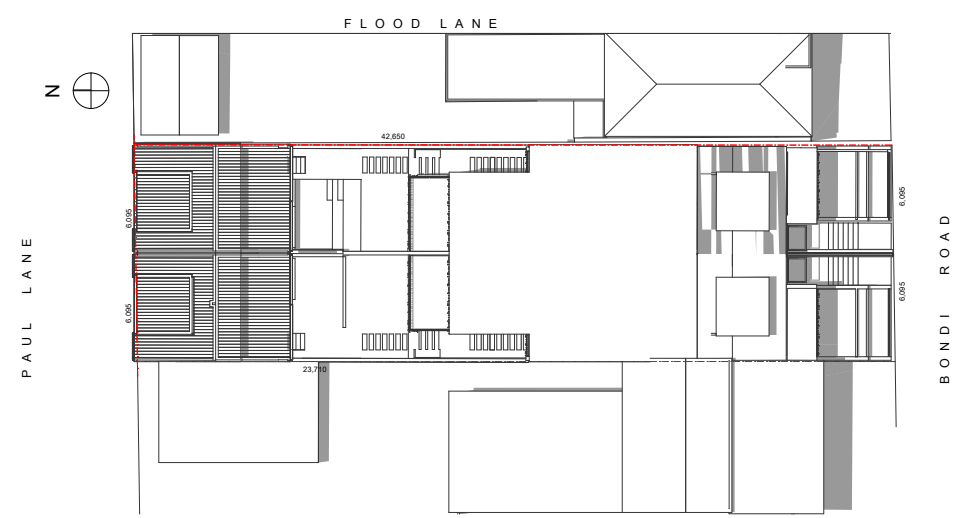 FLOOD LANE
N
42,650
6,095
6,095
PAUL LANE
6,095
6,095
BONDI ROAD
23,710